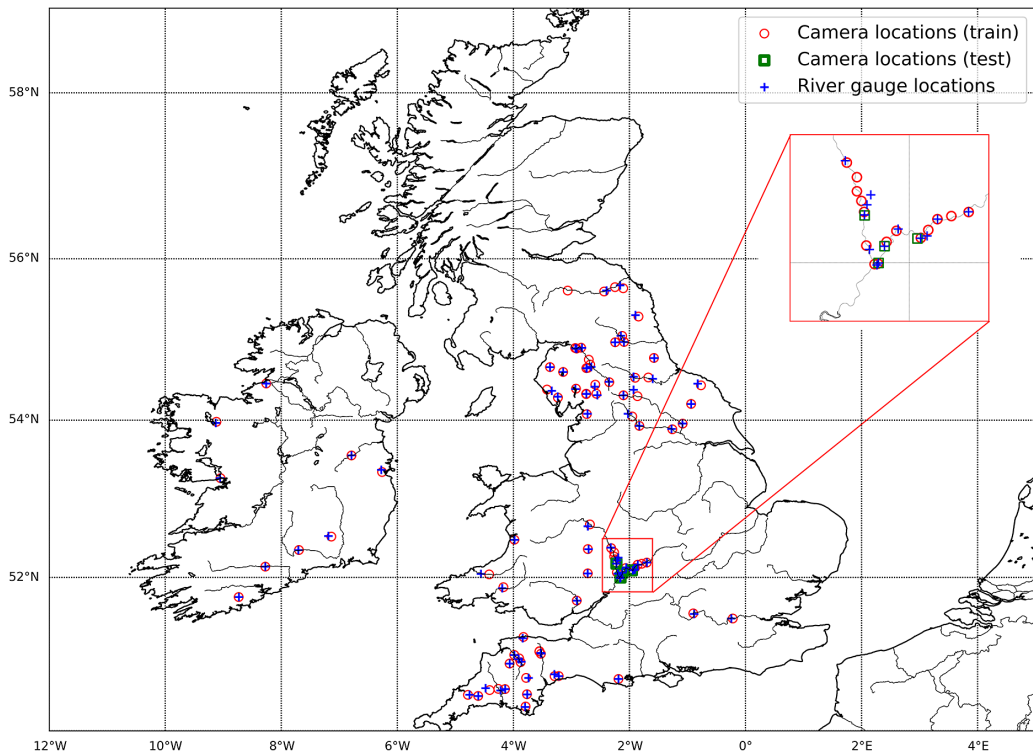 Camera locations (train)
Camera locations (test)
River gauge locations
58°N
56°N
54°N
52°N
12°W 10°W 8°W 6°W 4°W 2°W 0° 2°E 4°E